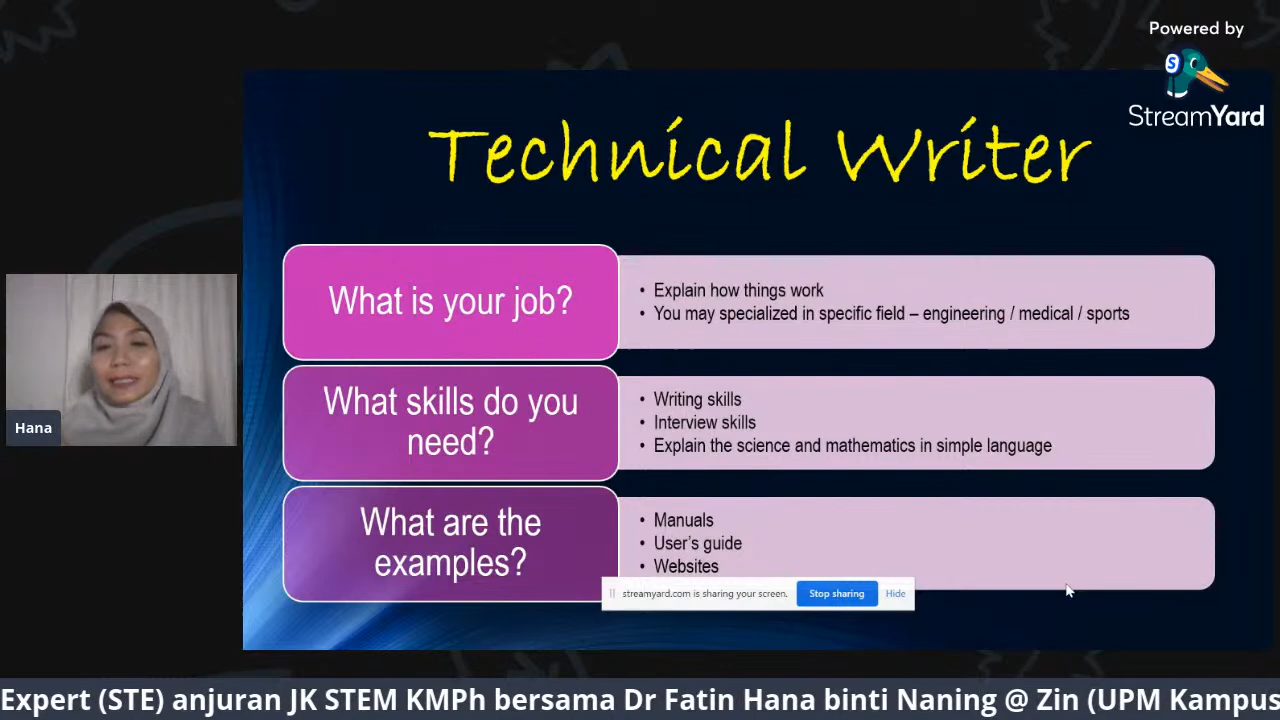 Powered by
StreamYard
Technical Writer
What is your job?
• Explain how things work
• You may specialized in specific field – engineering / medical / sports
What skills do you
need?
• Writing skills
• Interview skills
• Explain the science and mathematics in simple language
What are the
examples?
• Manuals
• User’s guide
• Websites
streamyard.com is sharing your screen.
Stop sharing
Hide
Hana
Expert (STE) anjuran JK STEM KMPh bersama Dr Fatin Hana binti Naning @ Zin (UPM Kampus